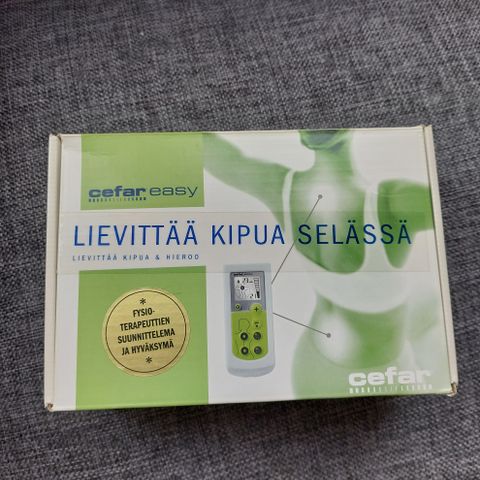 cefar easy
LIEVITTÄÄ KIPUA SELÄSSÄ
LIEVITTÄÄ KIPUA & HIEROO
FYSIO-
TERAPEUTTIEN
SUUNNITTELEMA
JA HYVÄKSYMÄ
cefar